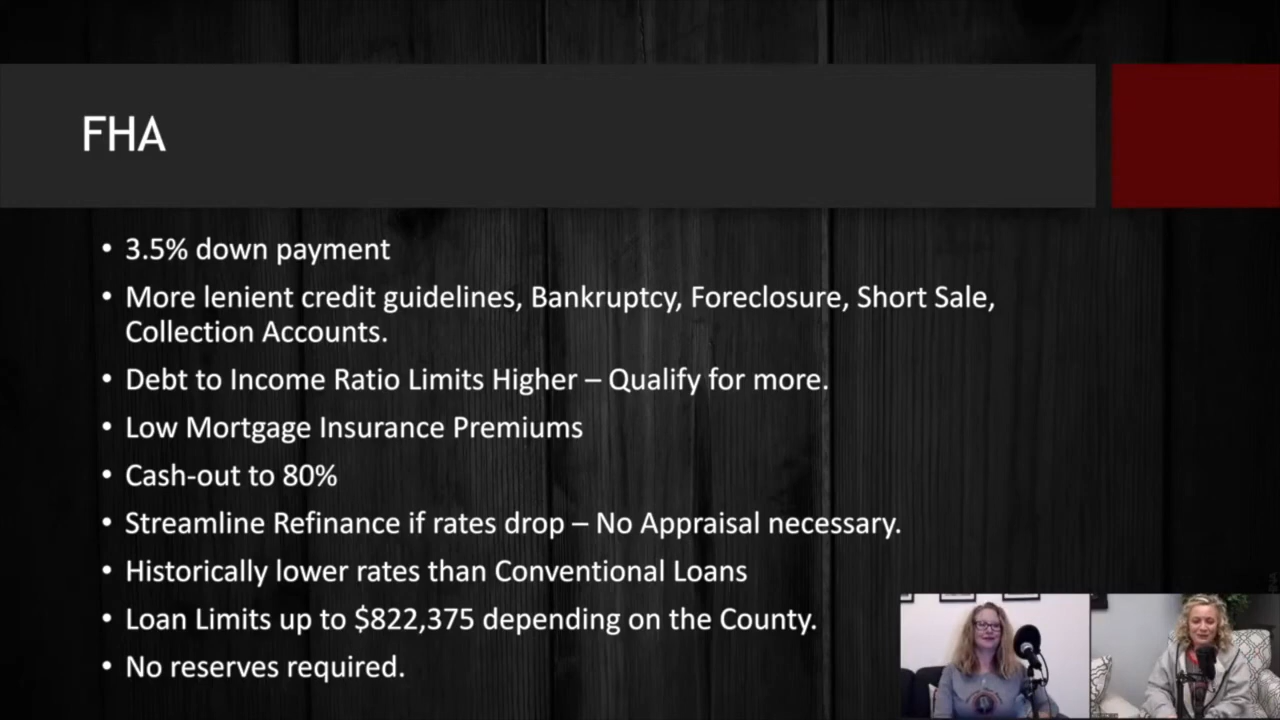 FHA
• 3.5% down payment
• More lenient credit guidelines, Bankruptcy, Foreclosure, Short Sale,
Collection Accounts.
• Debt to Income Ratio Limits Higher – Qualify for more.
• Low Mortgage Insurance Premiums
• Cash-out to 80%
• Streamline Refinance if rates drop – No Appraisal necessary.
• Historically lower rates than Conventional Loans
• Loan Limits up to $822,375 depending on the County.
• No reserves required.